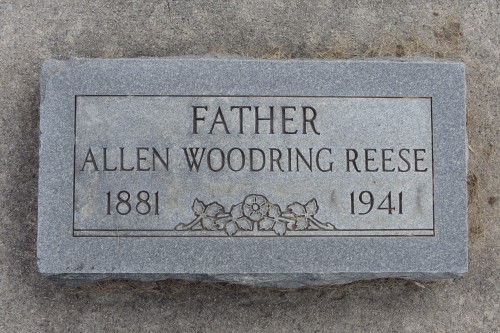 FATHER
ALLEN WOODRING REESE
1881 1941